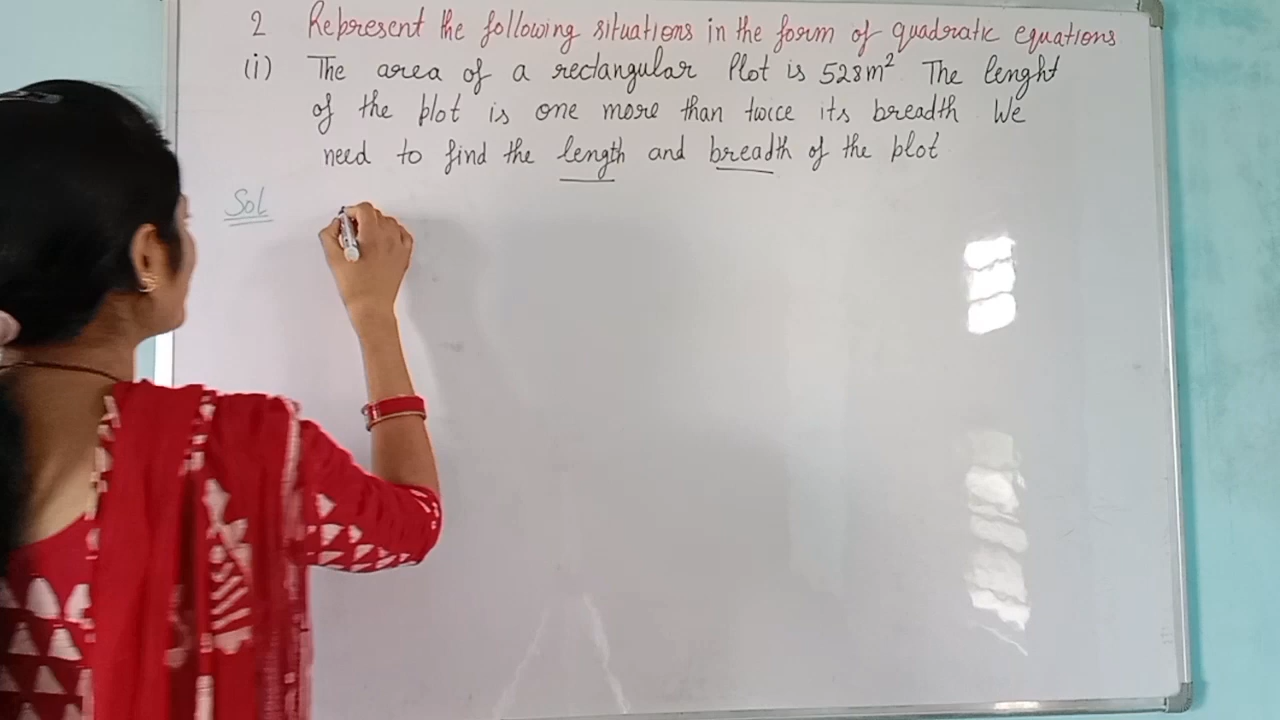 2 Represent the following situations in the form of quadratic equations
(i) The area of a rectangular Plot is 528m² The lenght
of the plot is one more than twice its breadth We
need to find the length and breadth of the plot
Sol